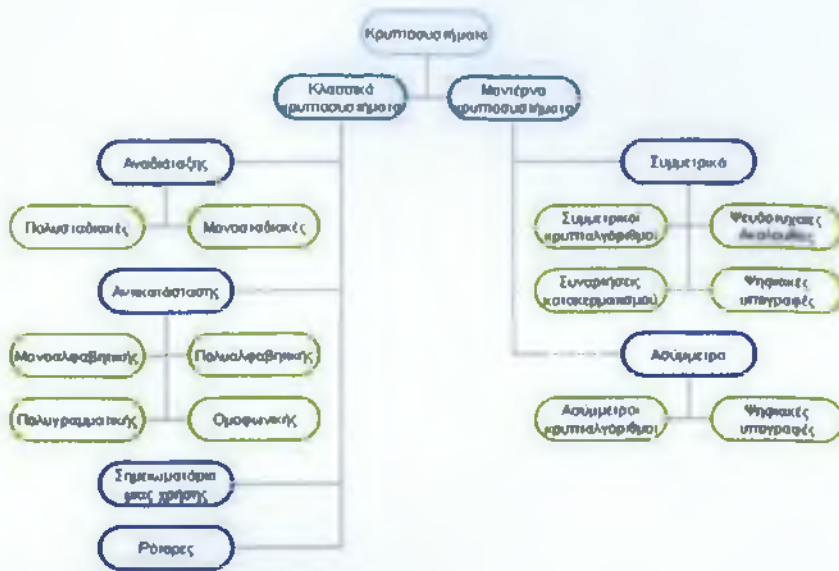 Κρυπτοσυστήματα
Κλασσικά
κρυπτοσυστήματα
Μοντέρνα
κρυπτοσυστήματα
Αναδιάταξης
Πολυσταδιακές
Μονοσταδιακές
Αντικατάστασης
Μονοαλφαβητικής
Πολυαλφαβητικής
Πολυγραμματικής
Ομοφωνικής
Σημειωματάρια
μιας χρήσης
Ρότορες
Συμμετρικά
Συμμετρικοί
κρυπταλγόριθμοι
Ψευδοτυχαίες
Ακολουθίες
Συναρτήσεις
κατακερματισμού
Ψηφιακές
υπογραφές
Ασύμμετρα
Ασύμμετροι
κρυπταλγόριθμοι
Ψηφιακές
υπογραφές